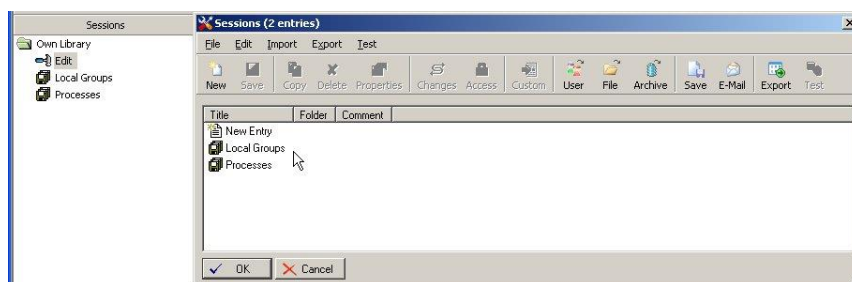 Sessions
Own Library
Edit
Local Groups
Processes
Sessions (2 entries)
File Edit Import Export Test
New Save Copy Delete Properties Changes Access Custom User File Archive Save E-Mail Export Test
Title Folder Comment
New Entry
Local Groups
Processes
OK Cancel